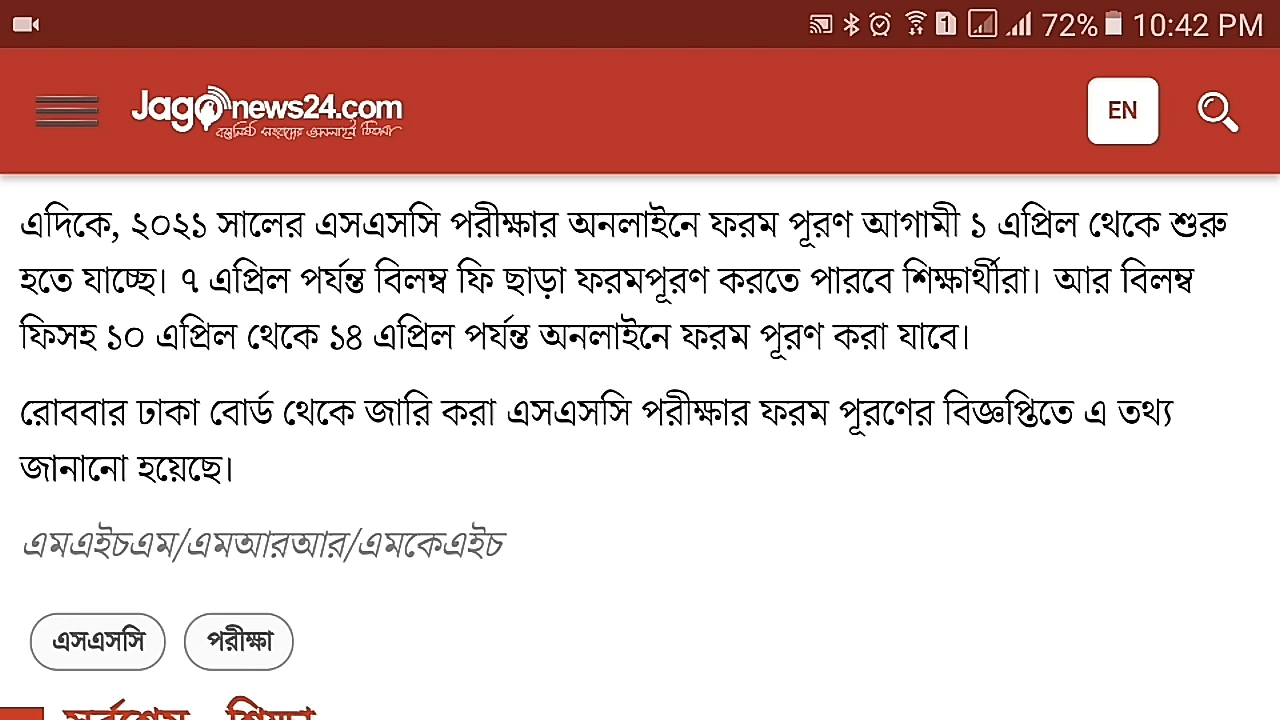 72% 10:42 PM
Jagonews24.com
EN
এদিকে, ২০২১ সালের এসএসসি পরীক্ষার অনলাইনে ফরম পূরণ আগামী ১ এপ্রিল থেকে শুরু
হতে যাচ্ছে। ৭ এপ্রিল পর্যন্ত বিলম্ব ফি ছাড়া ফরমপূরণ করতে পারবে শিক্ষার্থীরা। আর বিলম্ব
ফিসহ ১০ এপ্রিল থেকে ১৪ এপ্রিল পর্যন্ত অনলাইনে ফরম পূরণ করা যাবে।
রোববার ঢাকা বোর্ড থেকে জারি করা এসএসসি পরীক্ষার ফরম পূরণের বিজ্ঞপ্তিতে এ তথ্য
জানানো হয়েছে।
এমএইচএম/এমআরআর/এমকেএইচ
এসএসসি পরীক্ষা